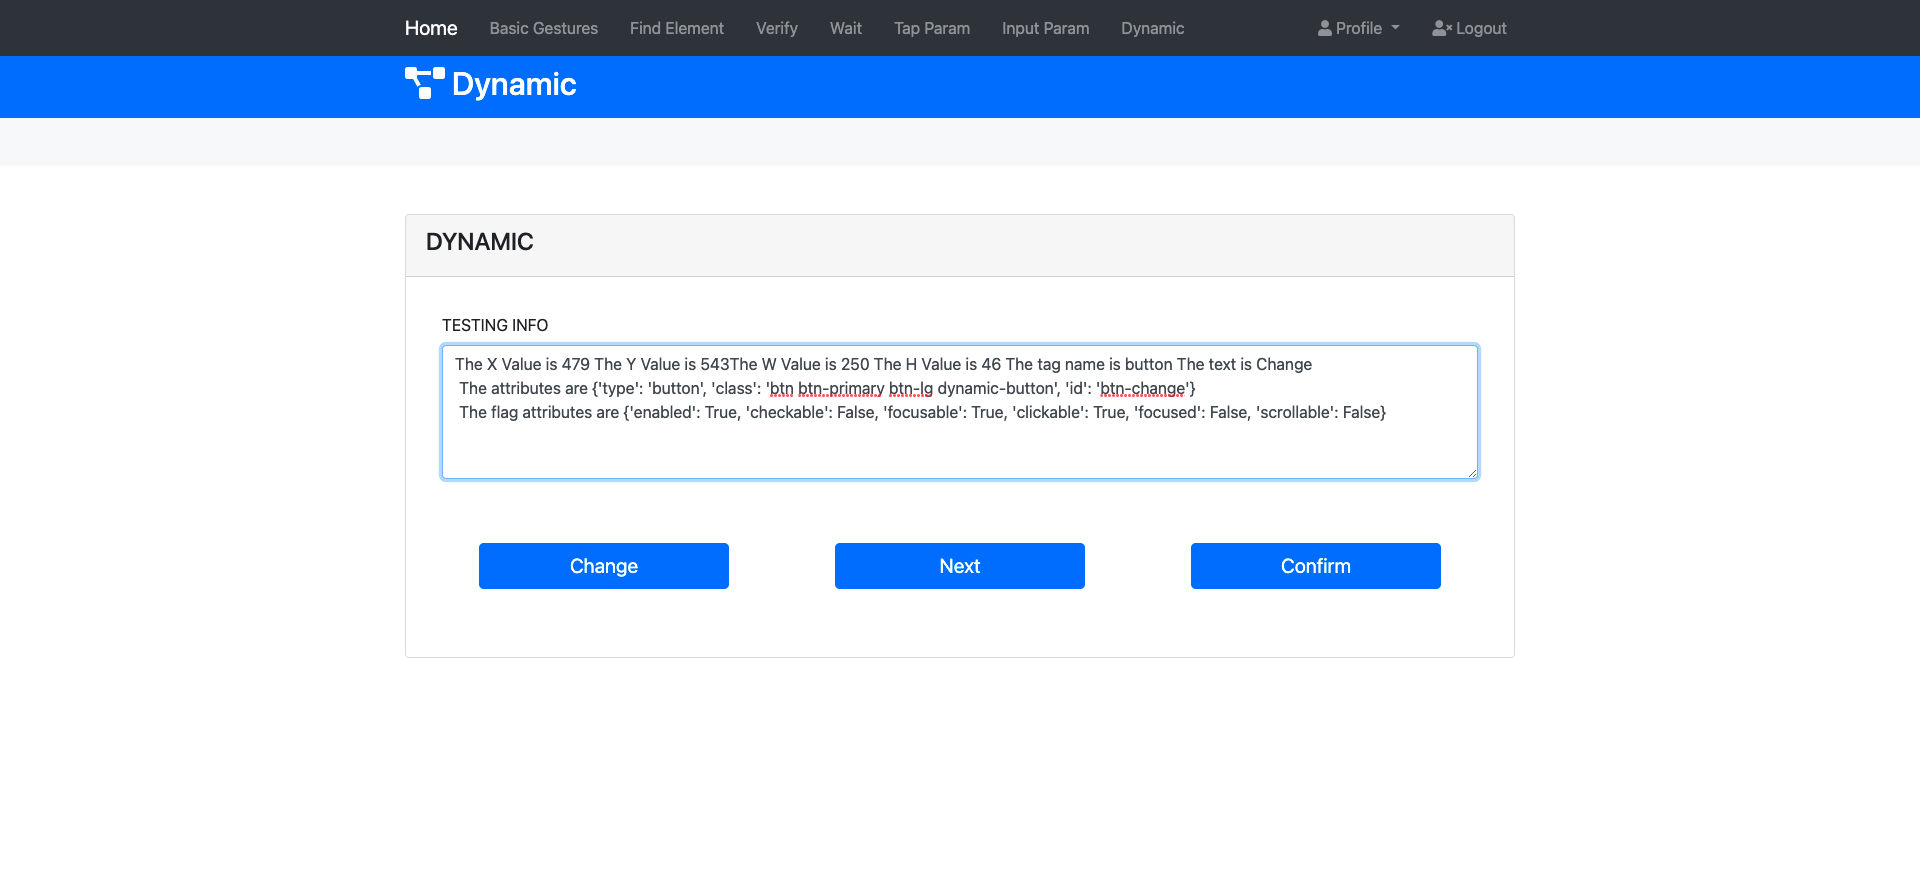 Home Basic Gestures Find Element Verify Wait Tap Param Input Param Dynamic Profile Logout
Dynamic
DYNAMIC
TESTING INFO
The X Value is 479 The Y Value is 543The W Value is 250 The H Value is 46 The tag name is button The text is Change
The attributes are {'type': 'button', 'class': 'btn btn-primary btn-lg dynamic-button', 'id': 'btn-change'}
The flag attributes are {'enabled': True, 'checkable': False, 'focusable': True, 'clickable': True, 'focused': False, 'scrollable': False}
Change Next Confirm